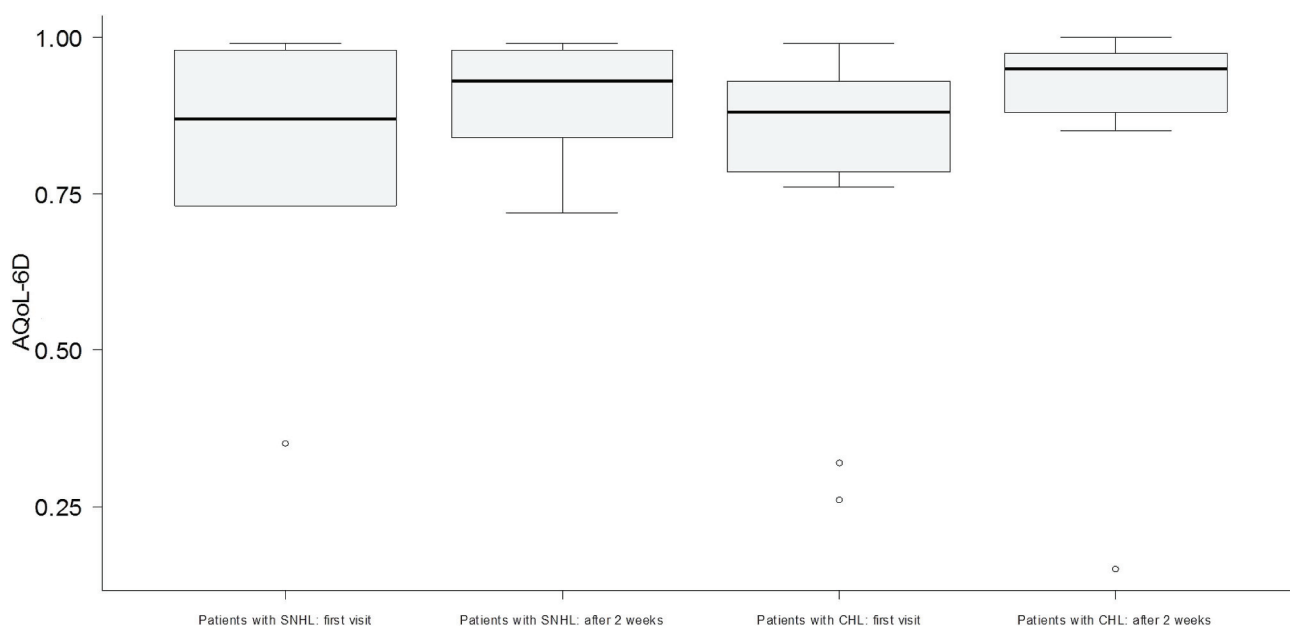 1.00
0.75
0.50
0.25
AQoL-6D
Patients with SNHL: first visit
Patients with SNHL: after 2 weeks
Patients with CHL: first visit
Patients with CHL: after 2 weeks